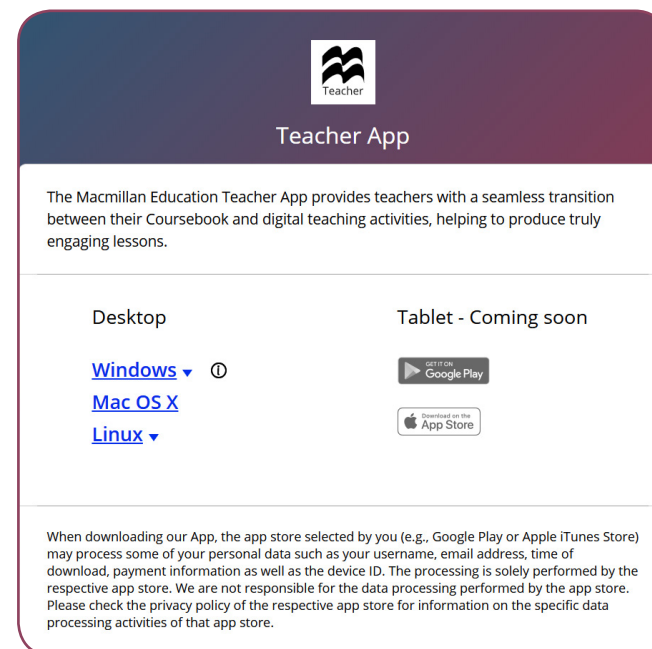 Teacher
Teacher App
The Macmillan Education Teacher App provides teachers with a seamless transition
between their Coursebook and digital teaching activities, helping to produce truly
engaging lessons.
Desktop
Windows
Mac OS X
Linux
Tablet - Coming soon
GET IT ON
Google Play
Download on the
App Store
When downloading our App, the app store selected by you (e.g., Google Play or Apple iTunes Store)
may process some of your personal data such as your username, email address, time of
download, payment information as well as the device ID. The processing is solely performed by the
respective app store. We are not responsible for the data processing performed by the app store.
Please check the privacy policy of the respective app store for information on the specific data
processing activities of that app store.